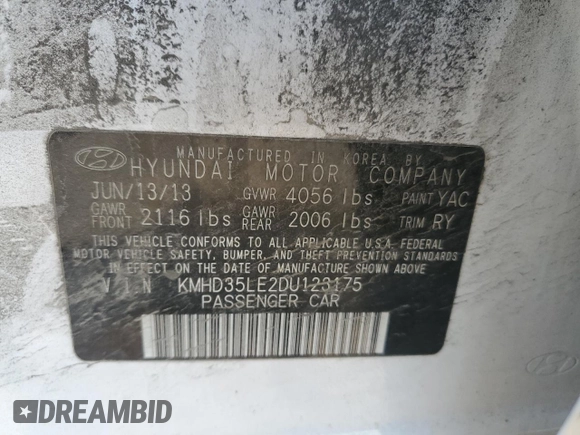 MANUFACTURED IN KOREA BY
HYUNDAI MOTOR COMPANY
JUN/13/13 GVWR 4056 lbs PAINT YAC
GAWR FRONT 2116 lbs GAWR REAR 2006 lbs TRIM RY
THIS VEHICLE CONFORMS TO ALL APPLICABLE U.S.A. FEDERAL
MOTOR VEHICLE SAFETY, BUMPER, AND THEFT PREVENTION STANDARDS
IN EFFECT ON THE DATE OF MANUFACTURE SHOWN ABOVE.
V I N KMHD35LE2DU123175
PASSENGER CAR
DREAMBID